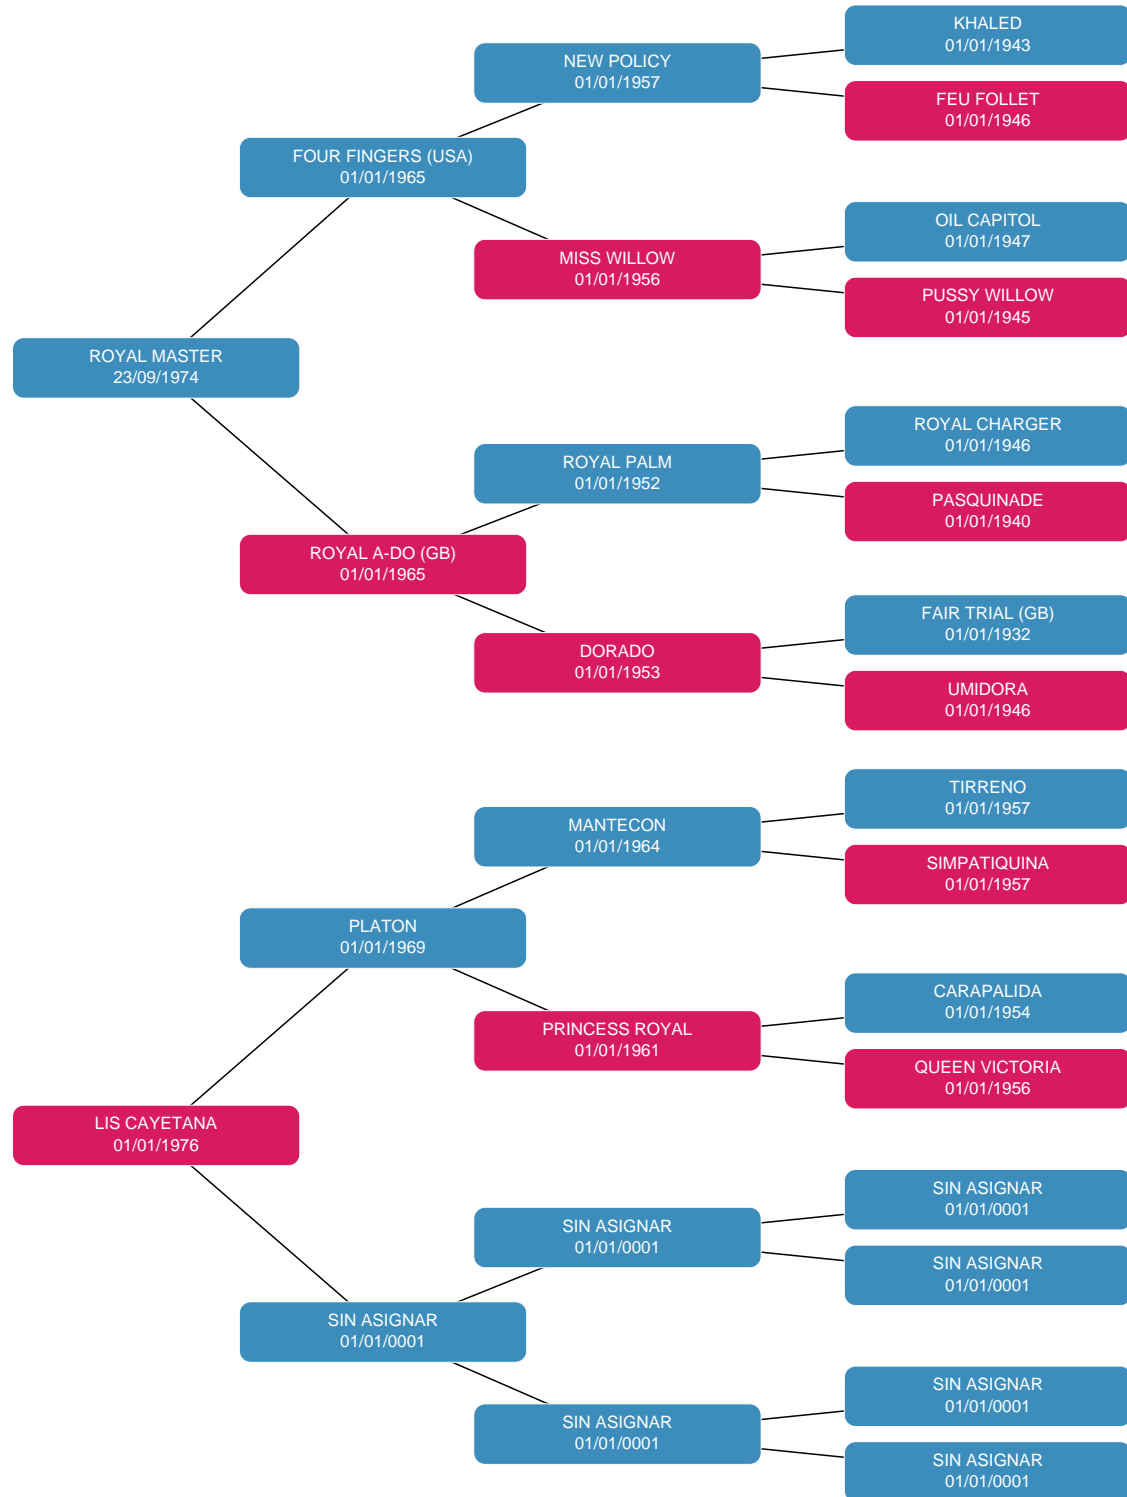 KHALED
01/01/1943
NEW POLICY
01/01/1957
FEU FOLLET
01/01/1946
FOUR FINGERS (USA)
01/01/1965
OIL CAPITOL
01/01/1947
MISS WILLOW
01/01/1956
PUSSY WILLOW
01/01/1945
ROYAL MASTER
23/09/1974
ROYAL CHARGER
01/01/1946
ROYAL PALM
01/01/1952
PASQUINADE
01/01/1940
ROYAL A-DO (GB)
01/01/1965
FAIR TRIAL (GB)
01/01/1932
DORADO
01/01/1953
UMIDORA
01/01/1946
TIRRENO
01/01/1957
MANTECON
01/01/1964
SIMPATIQUINA
01/01/1957
PLATON
01/01/1969
CARAPALIDA
01/01/1954
PRINCESS ROYAL
01/01/1961
QUEEN VICTORIA
01/01/1956
LIS CAYETANA
01/01/1976
SIN ASIGNAR
01/01/0001
SIN ASIGNAR
01/01/0001
SIN ASIGNAR
01/01/0001
SIN ASIGNAR
01/01/0001
SIN ASIGNAR
01/01/0001
SIN ASIGNAR
01/01/0001
SIN ASIGNAR
01/01/0001